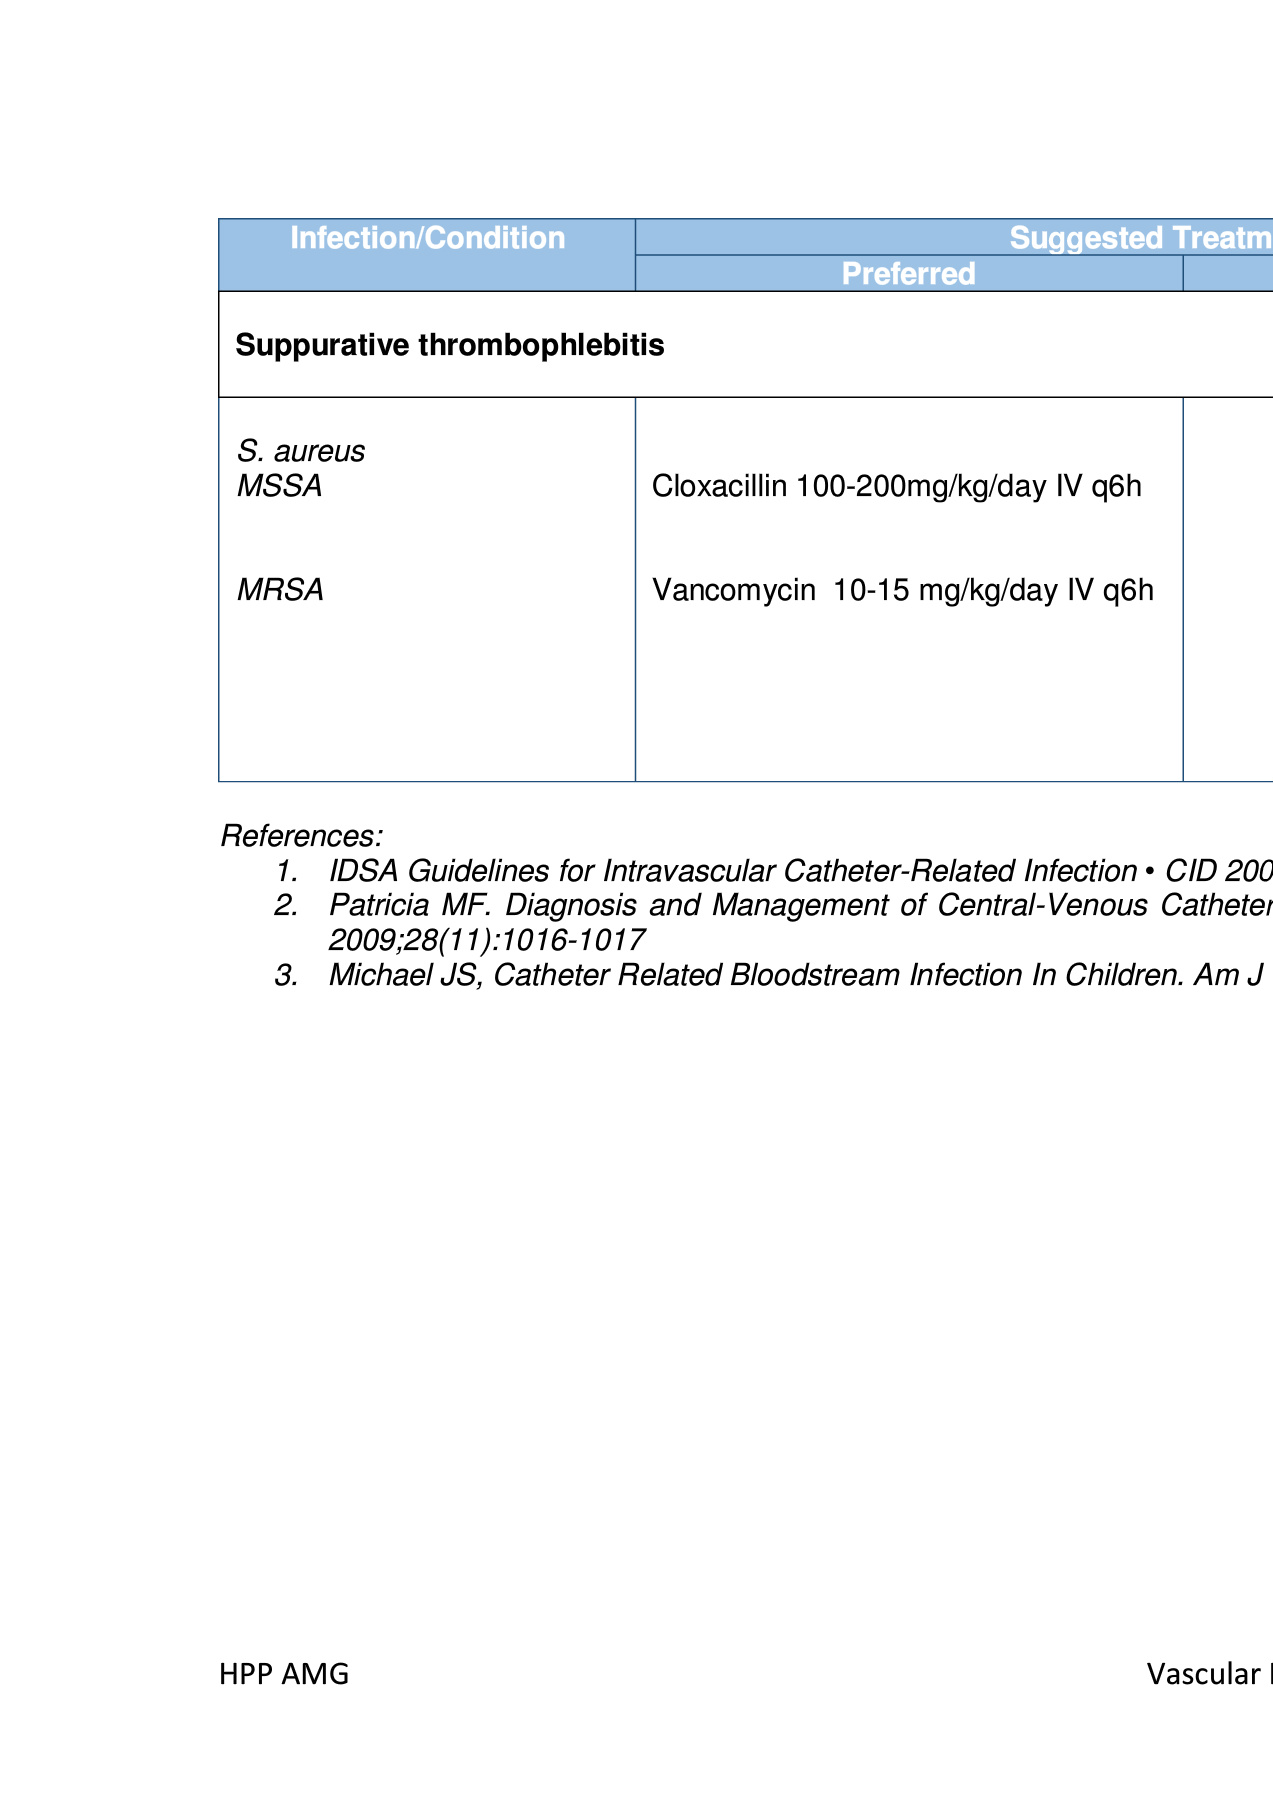 Infection/Condition
Suggested Treatm
Preferred
Suppurative thrombophlebitis
S. aureus
MSSA
Cloxacillin 100-200mg/kg/day IV q6h
MRSA
Vancomycin  10-15 mg/kg/day IV q6h
References:
1. IDSA Guidelines for Intravascular Catheter-Related Infection • CID 200
2. Patricia MF. Diagnosis and Management of Central-Venous Catheter
2009;28(11):1016-1017
3. Michael JS, Catheter Related Bloodstream Infection In Children. Am J
HPP AMG
Vascular